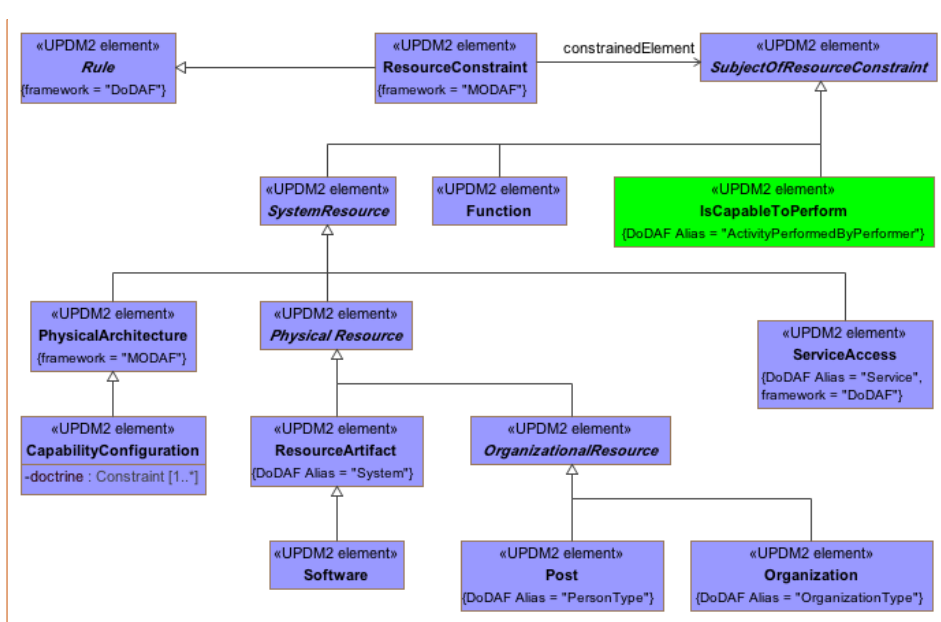 «UPDM2 element»
Rule
{framework = "DoDAF"}
«UPDM2 element»
ResourceConstraint
{framework = "MODAF"}
constrainedElement
«UPDM2 element»
SubjectOfResourceConstraint
«UPDM2 element»
SystemResource
«UPDM2 element»
Function
«UPDM2 element»
IsCapableToPerform
{DoDAF Alias = "ActivityPerformedByPerformer"}
«UPDM2 element»
PhysicalArchitecture
{framework = "MODAF"}
«UPDM2 element»
Physical Resource
«UPDM2 element»
ServiceAccess
{DoDAF Alias = "Service",
framework = "DoDAF"}
«UPDM2 element»
CapabilityConfiguration
-doctrine : Constraint [1..*]
«UPDM2 element»
ResourceArtifact
{DoDAF Alias = "System"}
«UPDM2 element»
OrganizationalResource
«UPDM2 element»
Software
«UPDM2 element»
Post
{DoDAF Alias = "PersonType"}
«UPDM2 element»
Organization
{DoDAF Alias = "OrganizationType"}